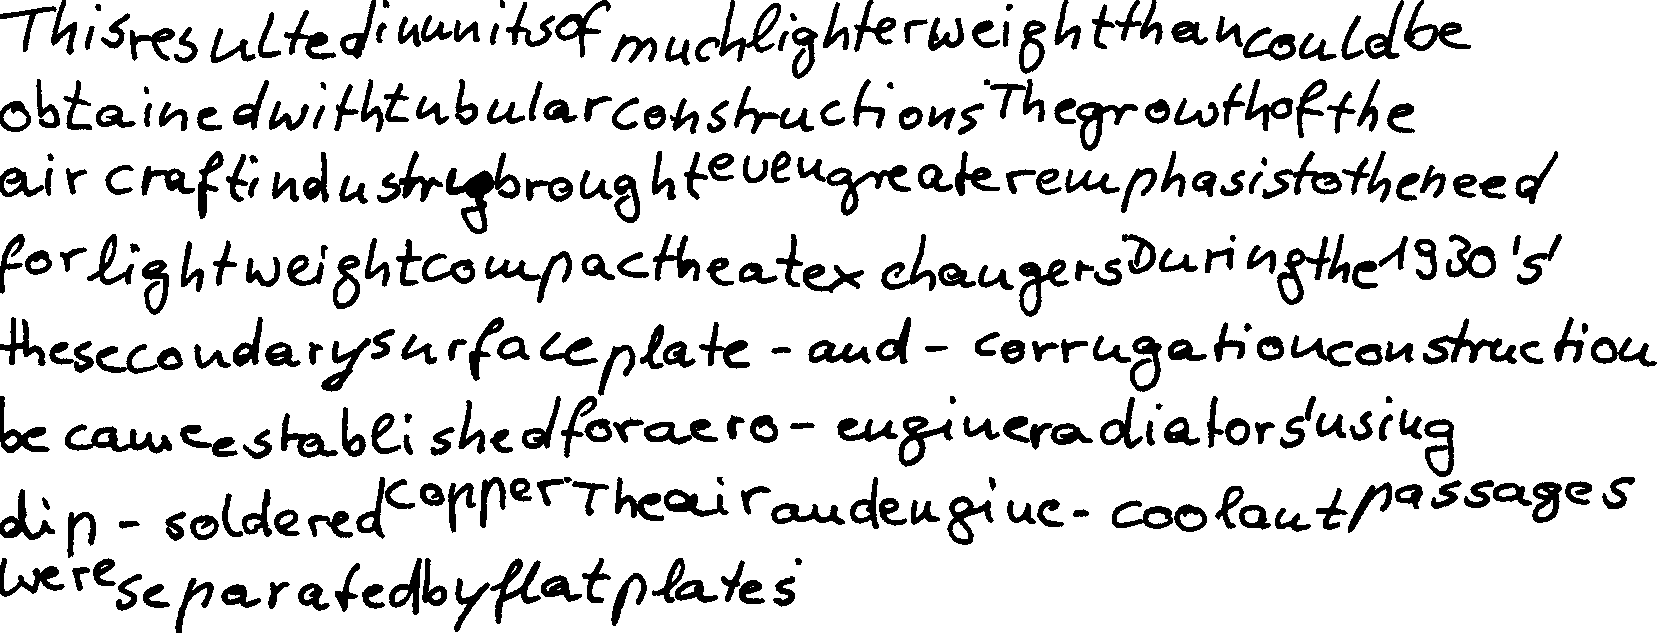 This resulted in units of much lighter weight than could be
obtained with tubular constructions. The growth of the
aircraft industry brought even greater emphasis to the need
for lightweight compact heat exchangers. During the 1930's,
the secondary surface plate-and-corrugation construction
became established for aero-engine radiators, using
dip-soldered copper. The air and engine-coolant passages
were separated by flat plates.